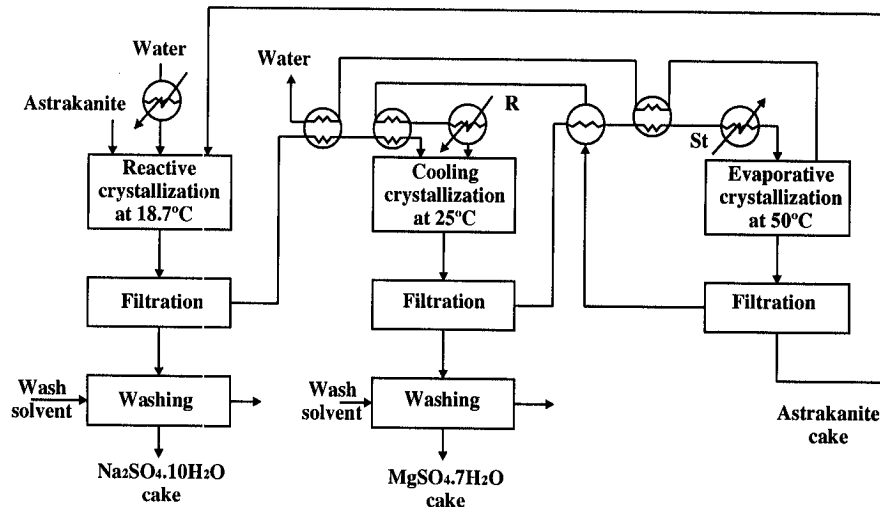 Water
Astrakanite
Reactive
crystallization
at 18.7°C
Filtration
Wash
solvent
Washing
Na₂SO₄.10H₂O
cake
Water
R
Cooling
crystallization
at 25°C
Filtration
Wash
solvent
Washing
MgSO₄.7H₂O
cake
St
Evaporative
crystallization
at 50°C
Filtration
Astrakanite
cake